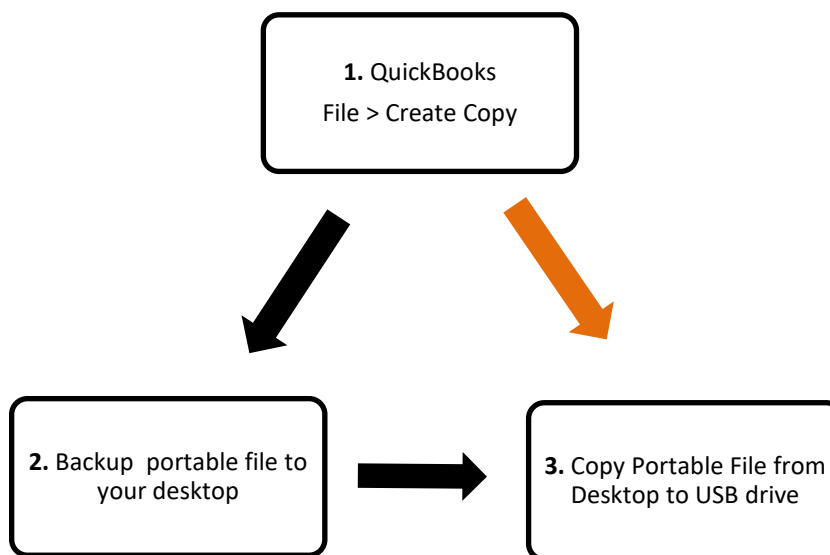 1. QuickBooks
File > Create Copy
2. Backup  portable file to
your desktop
3. Copy Portable File from
Desktop to USB drive